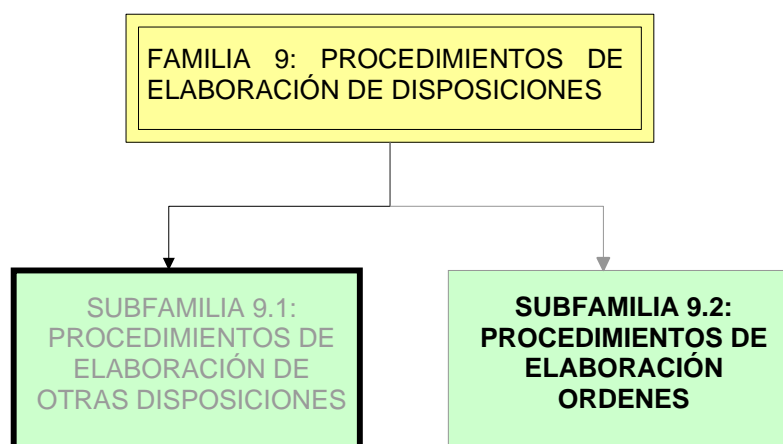 FAMILIA 9: PROCEDIMIENTOS DE
ELABORACIÓN DE DISPOSICIONES
SUBFAMILIA 9.1:
PROCEDIMIENTOS DE
ELABORACIÓN DE
OTRAS DISPOSICIONES
SUBFAMILIA 9.2:
PROCEDIMIENTOS DE
ELABORACIÓN
ORDENES